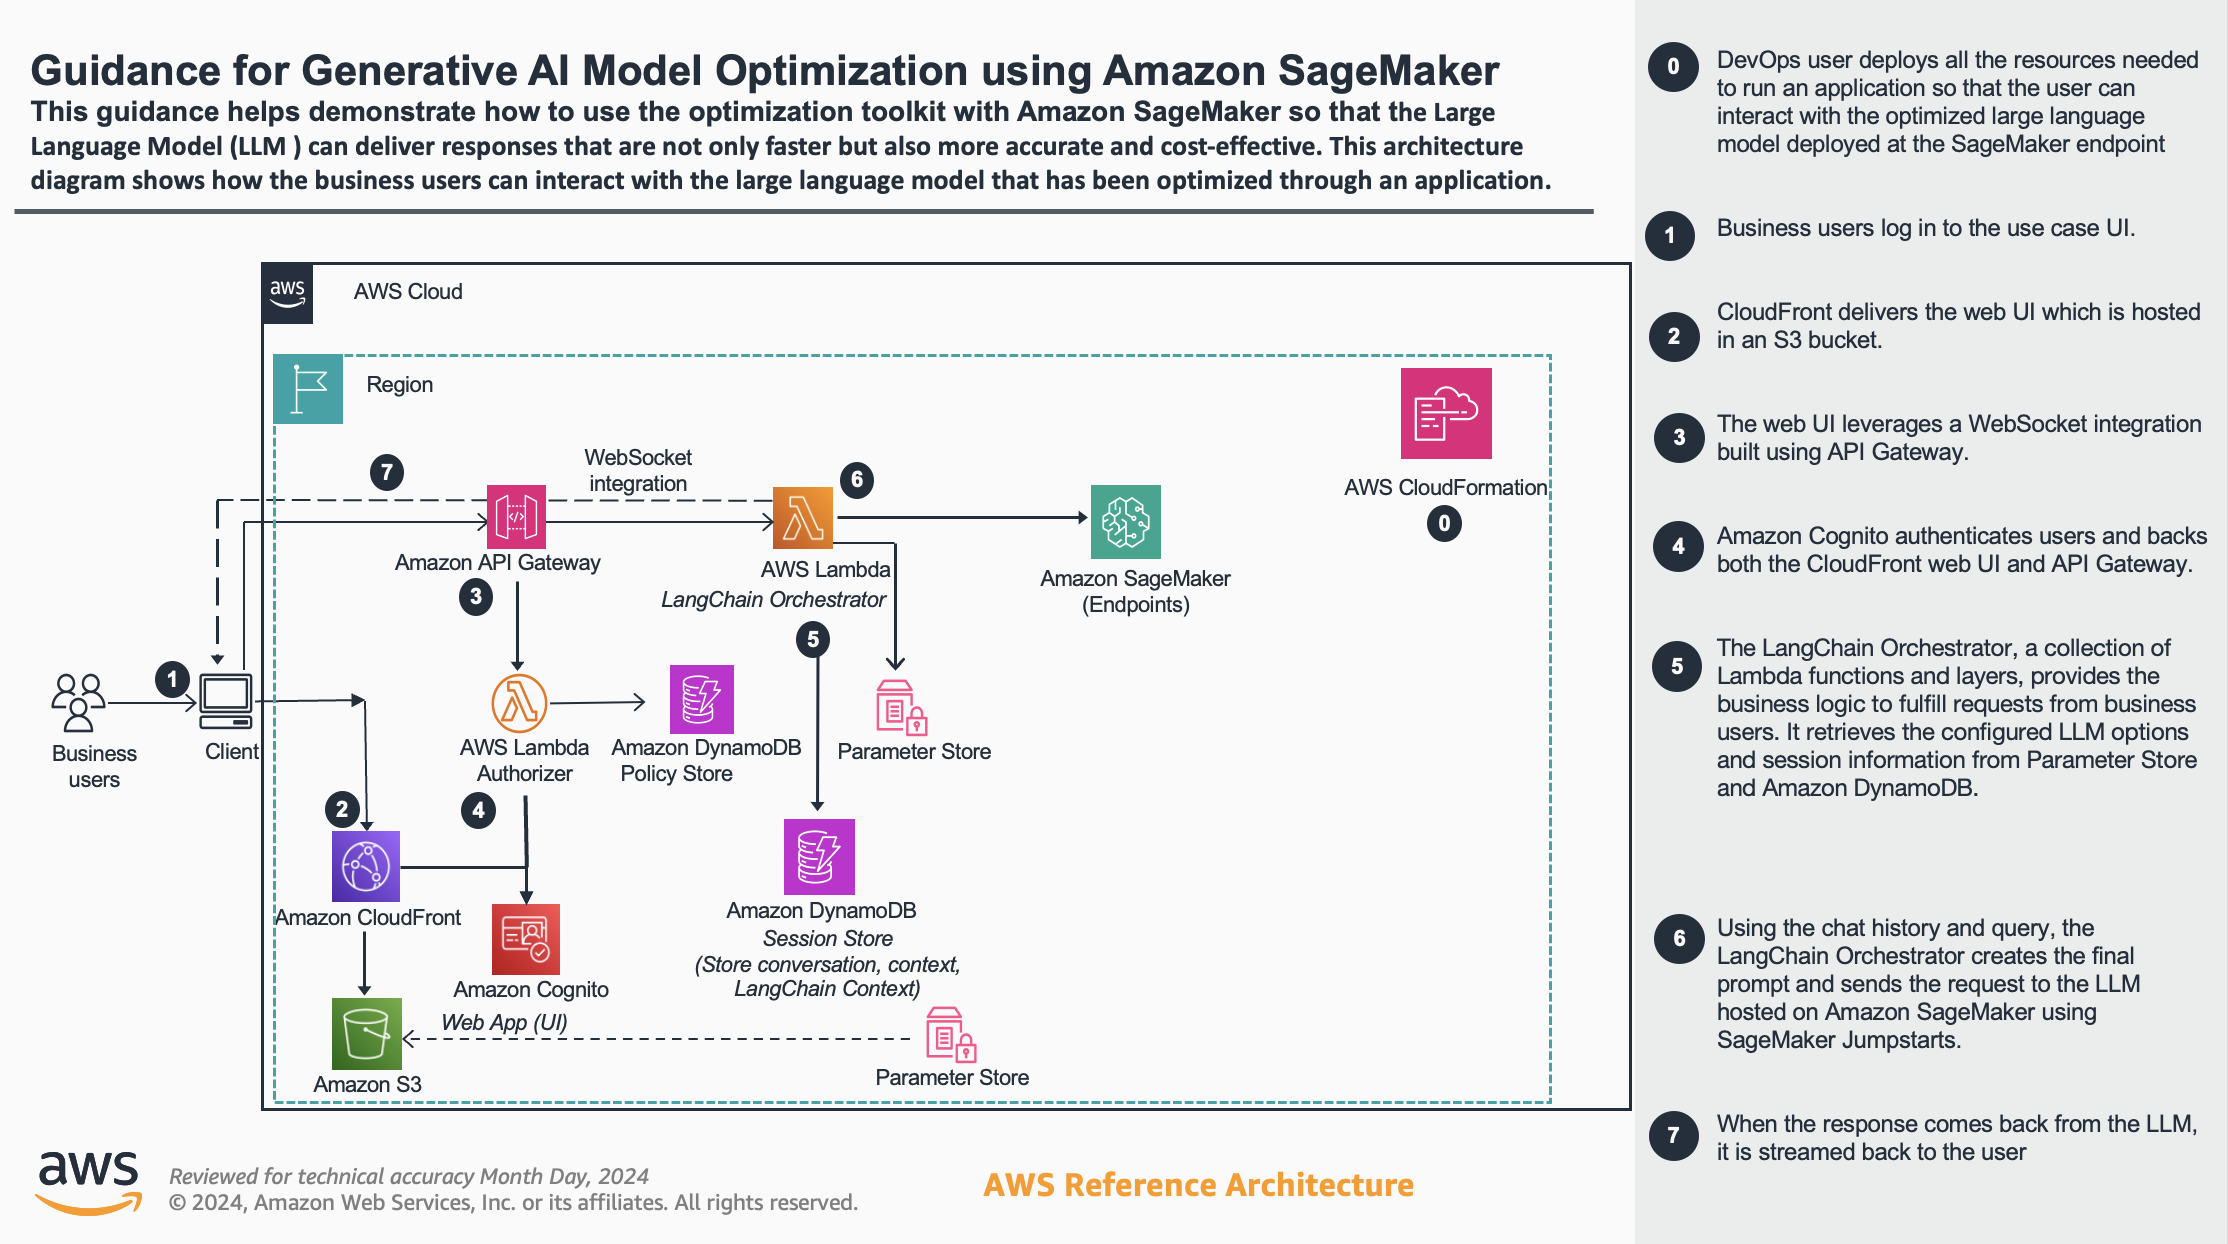 Guidance for Generative AI Model Optimization using Amazon SageMaker
This guidance helps demonstrate how to use the optimization toolkit with Amazon SageMaker so that the Large
Language Model (LLM ) can deliver responses that are not only faster but also more accurate and cost-effective. This architecture
diagram shows how the business users can interact with the large language model that has been optimized through an application.
aws
AWS Cloud
Region
AWS CloudFormation
0
7
WebSocket
integration
6
Amazon API Gateway
3
AWS Lambda
LangChain Orchestrator
5
Amazon SageMaker
(Endpoints)
1
Business
users
Client
AWS Lambda
Authorizer
4
Amazon DynamoDB
Policy Store
Parameter Store
2
Amazon CloudFront
Amazon Cognito
Amazon DynamoDB
Session Store
(Store conversation, context,
LangChain Context)
Web App (UI)
Amazon S3
Parameter Store
aws
Reviewed for technical accuracy Month Day, 2024
© 2024, Amazon Web Services, Inc. or its affiliates. All rights reserved.
AWS Reference Architecture
0
DevOps user deploys all the resources needed
to run an application so that the user can
interact with the optimized large language
model deployed at the SageMaker endpoint
1
Business users log in to the use case UI.
2
CloudFront delivers the web UI which is hosted
in an S3 bucket.
3
The web UI leverages a WebSocket integration
built using API Gateway.
4
Amazon Cognito authenticates users and backs
both the CloudFront web UI and API Gateway.
5
The LangChain Orchestrator, a collection of
Lambda functions and layers, provides the
business logic to fulfill requests from business
users. It retrieves the configured LLM options
and session information from Parameter Store
and Amazon DynamoDB.
6
Using the chat history and query, the
LangChain Orchestrator creates the final
prompt and sends the request to the LLM
hosted on Amazon SageMaker using
SageMaker Jumpstarts.
7
When the response comes back from the LLM,
it is streamed back to the user